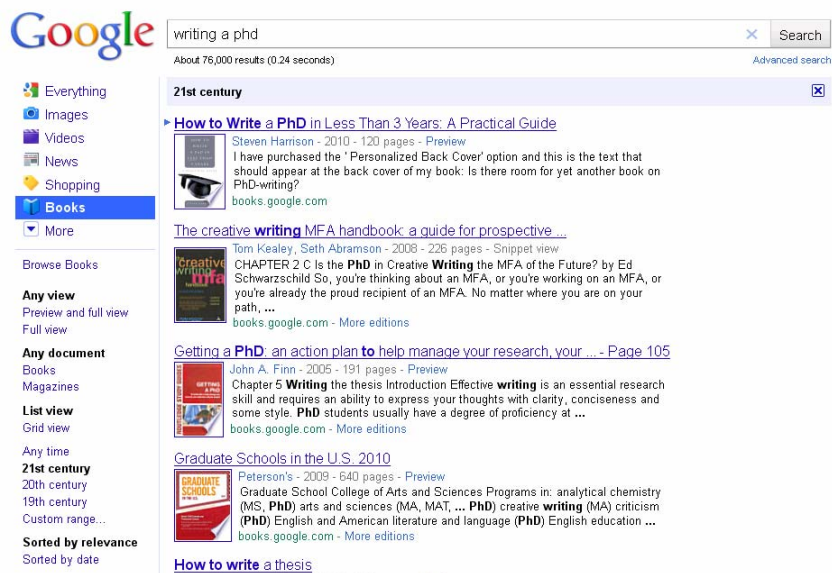 Google
writing a phd
Search
About 76,000 results (0.24 seconds)
Advanced search
Everything
Images
Videos
News
Shopping
Books
More
Browse Books
Any view
Preview and full view
Full view
Any document
Books
Magazines
List view
Grid view
Any time
21st century
20th century
19th century
Custom range...
Sorted by relevance
Sorted by date
21st century
How to Write a PhD in Less Than 3 Years: A Practical Guide
Steven Harrison - 2010 - 120 pages - Preview
I have purchased the ' Personalized Back Cover' option and this is the text that
should appear at the back cover of my book: Is there room for yet another book on
PhD-writing?
books.google.com
The creative writing MFA handbook: a guide for prospective ...
Tom Kealey, Seth Abramson - 2008 - 226 pages - Snippet view
CHAPTER 2 C Is the PhD in Creative Writing the MFA of the Future? by Ed
Schwarzschild So, you're thinking about an MFA, or you're working on an MFA, or
you're already the proud recipient of an MFA. No matter where you are on your
path, ...
books.google.com - More editions
creative
writing
mfa
Getting a PhD: an action plan to help manage your research, your ... - Page 105
John A. Finn - 2005 - 191 pages - Preview
Chapter 5 Writing the thesis Introduction Effective writing is an essential research
skill and requires an ability to express your thoughts with clarity, conciseness and
some style. PhD students usually have a degree of proficiency at ...
books.google.com - More editions
GETTING
A PHD
Graduate Schools in the U.S. 2010
Peterson's - 2009 - 640 pages - Preview
Graduate School College of Arts and Sciences Programs in: analytical chemistry
(MS, PhD) arts and sciences (MA, MAT, ... PhD) creative writing (MA) criticism
(PhD) English and American literature and language (PhD) English education ...
books.google.com - More editions
GRADUATE
SCHOOLS
How to write a thesis